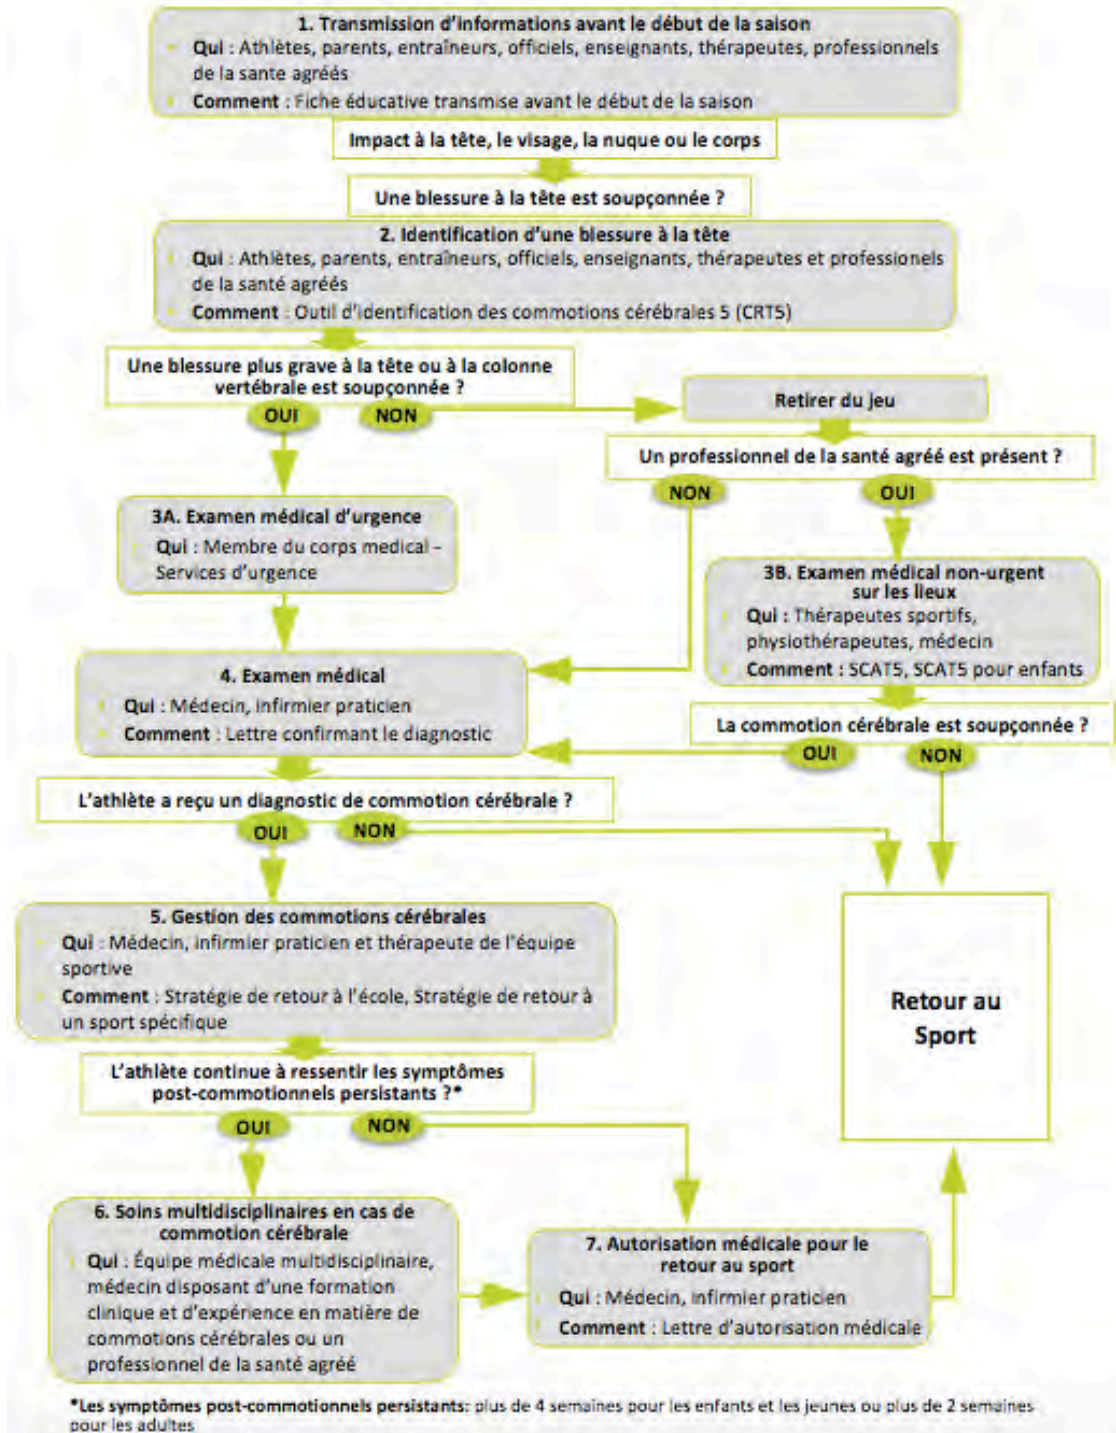 1. Transmission d'informations avant le début de la saison
Qui : Athlètes, parents, entraîneurs, officiels, enseignants, thérapeutes, professionnels
de la sante agréés
Comment : Fiche éducative transmise avant le début de la saison
Impact à la tête, le visage, la nuque ou le corps
Une blessure à la tête est soupçonnée ?
2. Identification d'une blessure à la tête
Qui : Athlètes, parents, entraîneurs, officiels, enseignants, thérapeutes et professionels
de la santé agréés
Comment : Outil d'identification des commotions cérébrales 5 (CRT5)
Une blessure plus grave à la tête ou à la colonne
vertébrale est soupçonnée ?
OUI
NON
Retirer du jeu
Un professionnel de la santé agréé est présent ?
NON
OUI
3A. Examen médical d'urgence
Qui : Membre du corps medical –
Services d'urgence
3B. Examen médical non-urgent
sur les lieux
Qui : Thérapeutes sportifs,
physiothérapeutes, médecin
Comment : SCAT5, SCAT5 pour enfants
4. Examen médical
Qui : Médecin, infirmier praticien
Comment : Lettre confirmant le diagnostic
La commotion cérébrale est soupçonnée ?
OUI
NON
L'athlète a reçu un diagnostic de commotion cérébrale ?
OUI
NON
5. Gestion des commotions cérébrales
Qui : Médecin, infirmier praticien et thérapeute de l'équipe
sportive
Comment : Stratégie de retour à l'école, Stratégie de retour à
un sport spécifique
Retour au
Sport
L'athlète continue à ressentir les symptômes
post-commotionnels persistants ?*
OUI
NON
6. Soins multidisciplinaires en cas de
commotion cérébrale
Qui : Équipe médicale multidisciplinaire,
médecin disposant d'une formation
clinique et d'expérience en matière de
commotions cérébrales ou un
professionnel de la santé agréé
7. Autorisation médicale pour le
retour au sport
Qui : Médecin, infirmier praticien
Comment : Lettre d'autorisation médicale
*Les symptômes post-commotionnels persistants: plus de 4 semaines pour les enfants et les jeunes ou plus de 2 semaines
pour les adultes